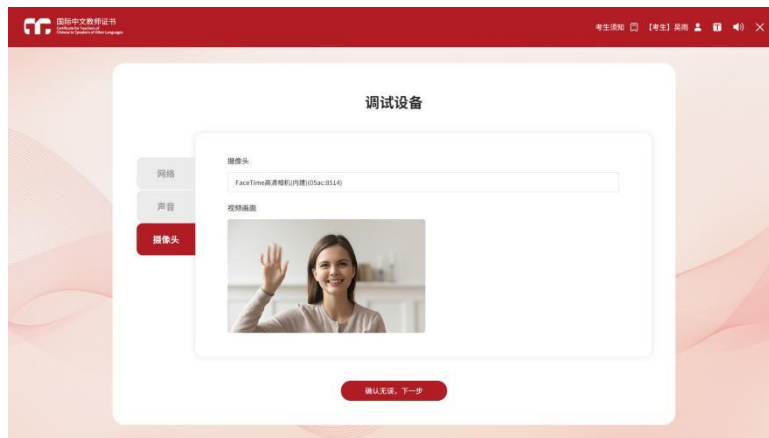 国际中文教师证书
Certificate for Teachers of
Chinese to Speakers of Other Languages
考生须知 【考生】吴雨
调试设备
网络
声音
摄像头
摄像头
FaceTime高清相机(内建)(05ac:8514)
视频画面
确认无误，下一步